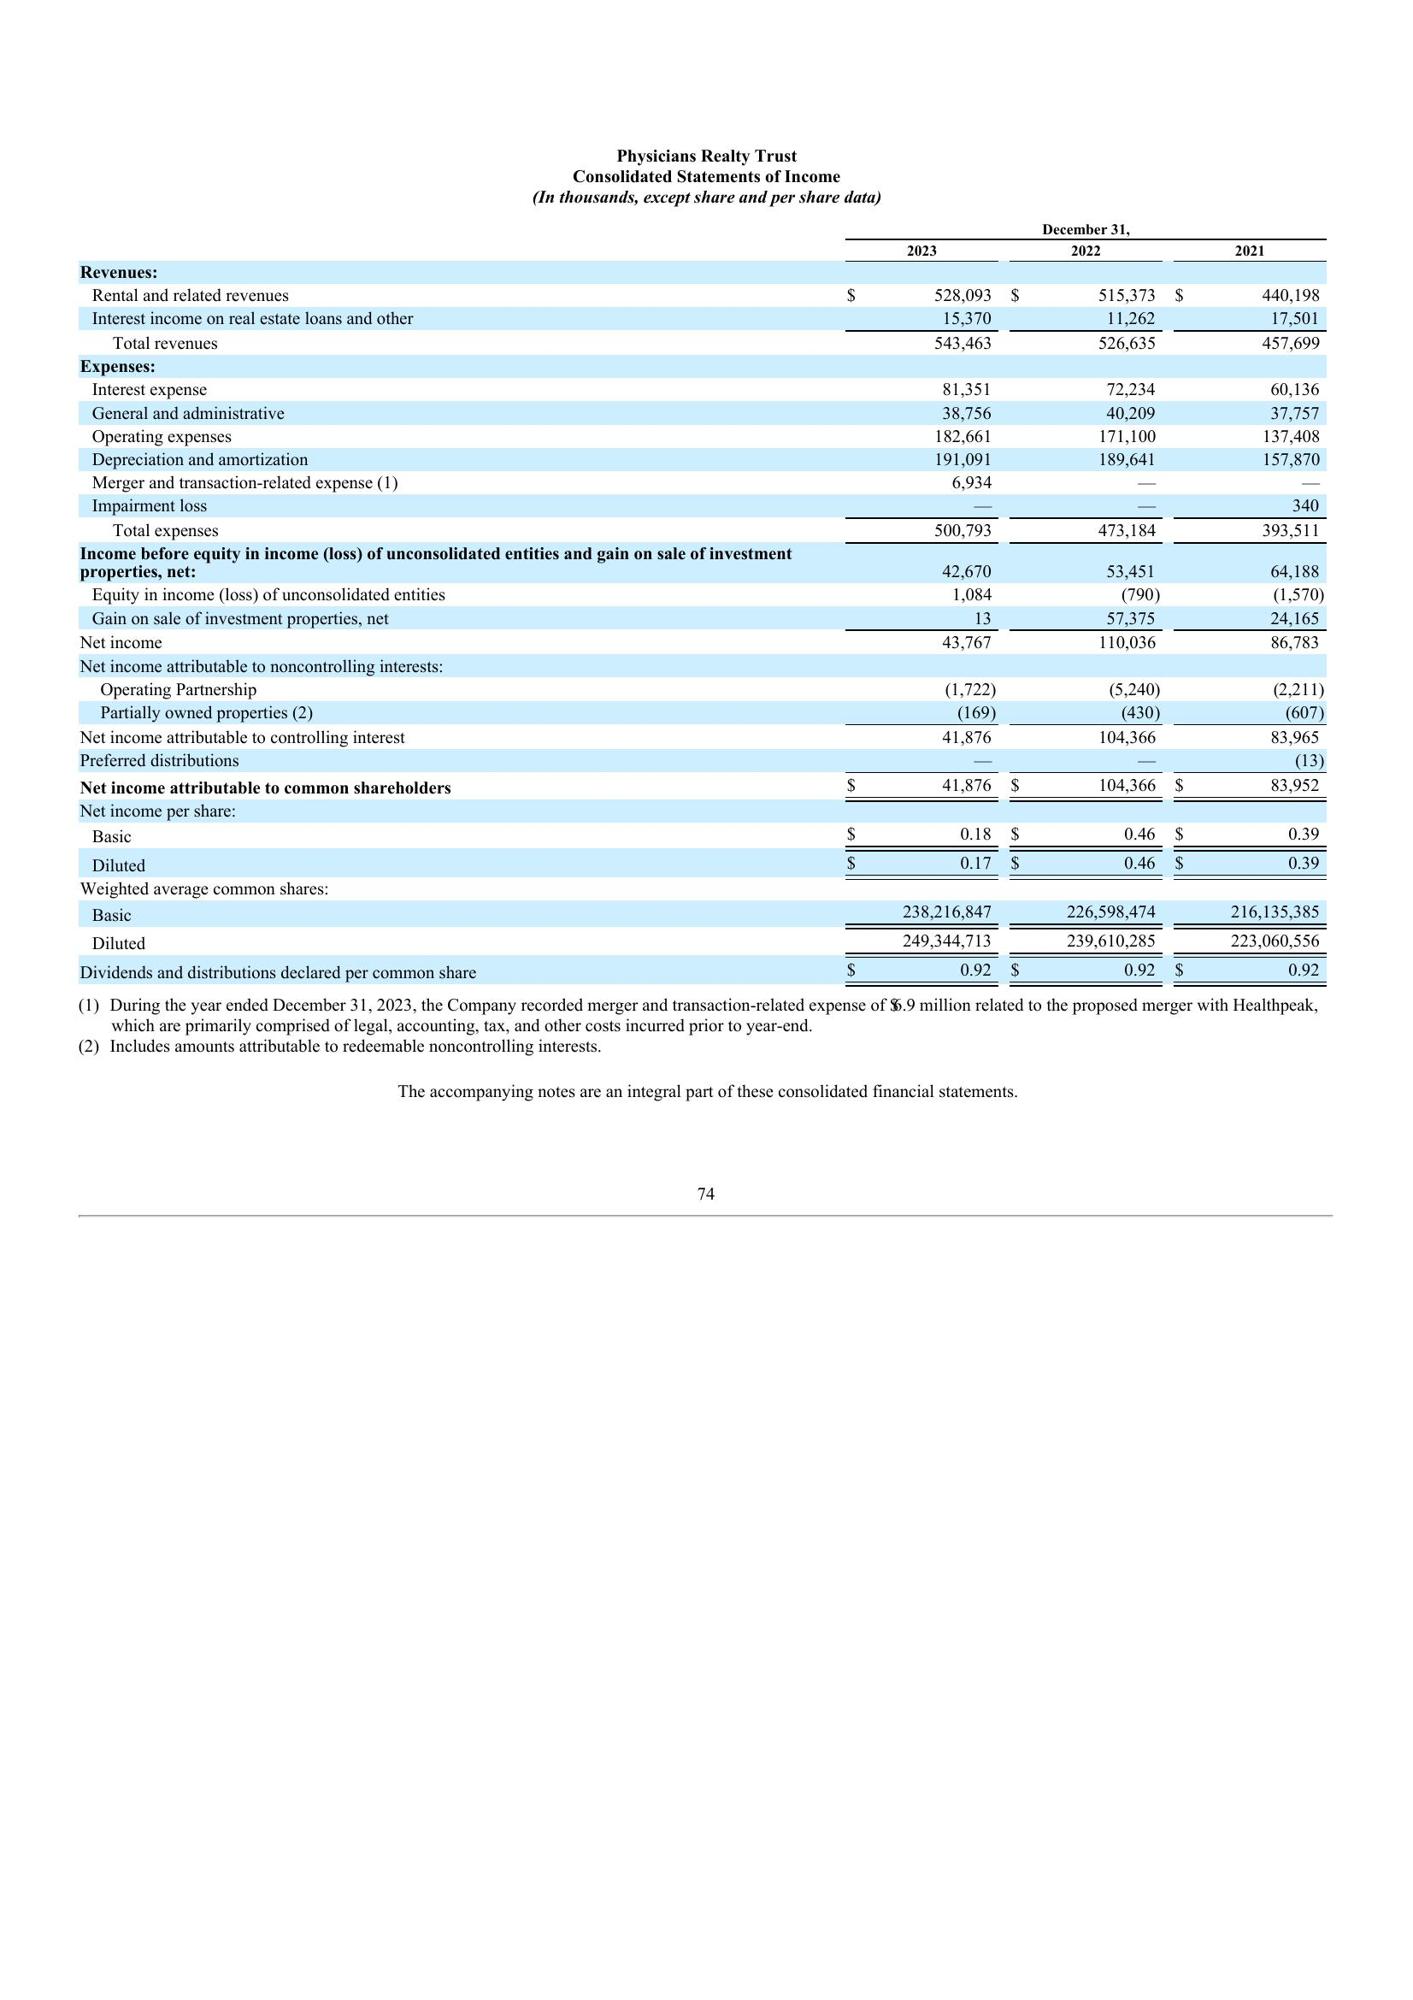 Physicians Realty Trust
Consolidated Statements of Income
(In thousands, except share and per share data)
December 31,
2023 2022 2021
Revenues:
Rental and related revenues $ 528,093 $ 515,373 $ 440,198
Interest income on real estate loans and other 15,370 11,262 17,501
Total revenues 543,463 526,635 457,699
Expenses:
Interest expense 81,351 72,234 60,136
General and administrative 38,756 40,209 37,757
Operating expenses 182,661 171,100 137,408
Depreciation and amortization 191,091 189,641 157,870
Merger and transaction-related expense (1) 6,934 — —
Impairment loss — — 340
Total expenses 500,793 473,184 393,511
Income before equity in income (loss) of unconsolidated entities and gain on sale of investment
properties, net: 42,670 53,451 64,188
Equity in income (loss) of unconsolidated entities 1,084 (790) (1,570)
Gain on sale of investment properties, net 13 57,375 24,165
Net income 43,767 110,036 86,783
Net income attributable to noncontrolling interests:
Operating Partnership (1,722) (5,240) (2,211)
Partially owned properties (2) (169) (430) (607)
Net income attributable to controlling interest 41,876 104,366 83,965
Preferred distributions — — (13)
Net income attributable to common shareholders $ 41,876 $ 104,366 $ 83,952
Net income per share:
Basic $ 0.18 $ 0.46 $ 0.39
Diluted $ 0.17 $ 0.46 $ 0.39
Weighted average common shares:
Basic 238,216,847 226,598,474 216,135,385
Diluted 249,344,713 239,610,285 223,060,556
Dividends and distributions declared per common share $ 0.92 $ 0.92 $ 0.92
(1) During the year ended December 31, 2023, the Company recorded merger and transaction-related expense of $6.9 million related to the proposed merger with Healthpeak,
which are primarily comprised of legal, accounting, tax, and other costs incurred prior to year-end.
(2) Includes amounts attributable to redeemable noncontrolling interests.
The accompanying notes are an integral part of these consolidated financial statements.
74